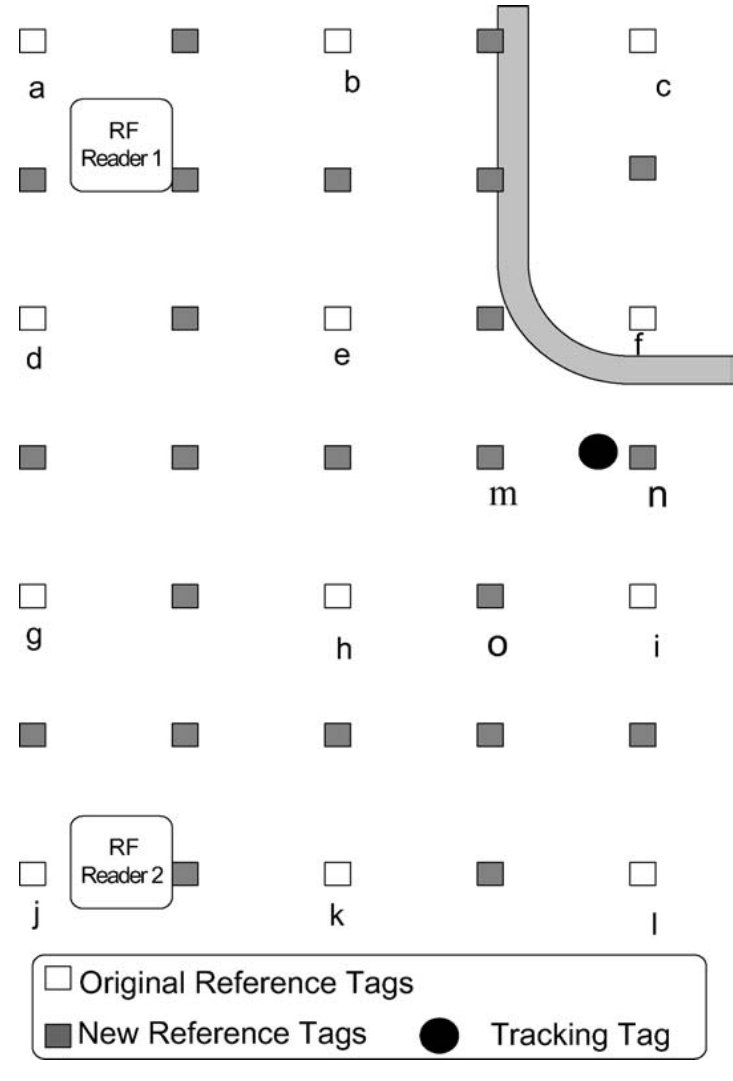 a
b
c
RF
Reader 1
d
e
f
m
n
g
h
o
i
RF
Reader 2
j
k
l
Original Reference Tags
New Reference Tags
Tracking Tag